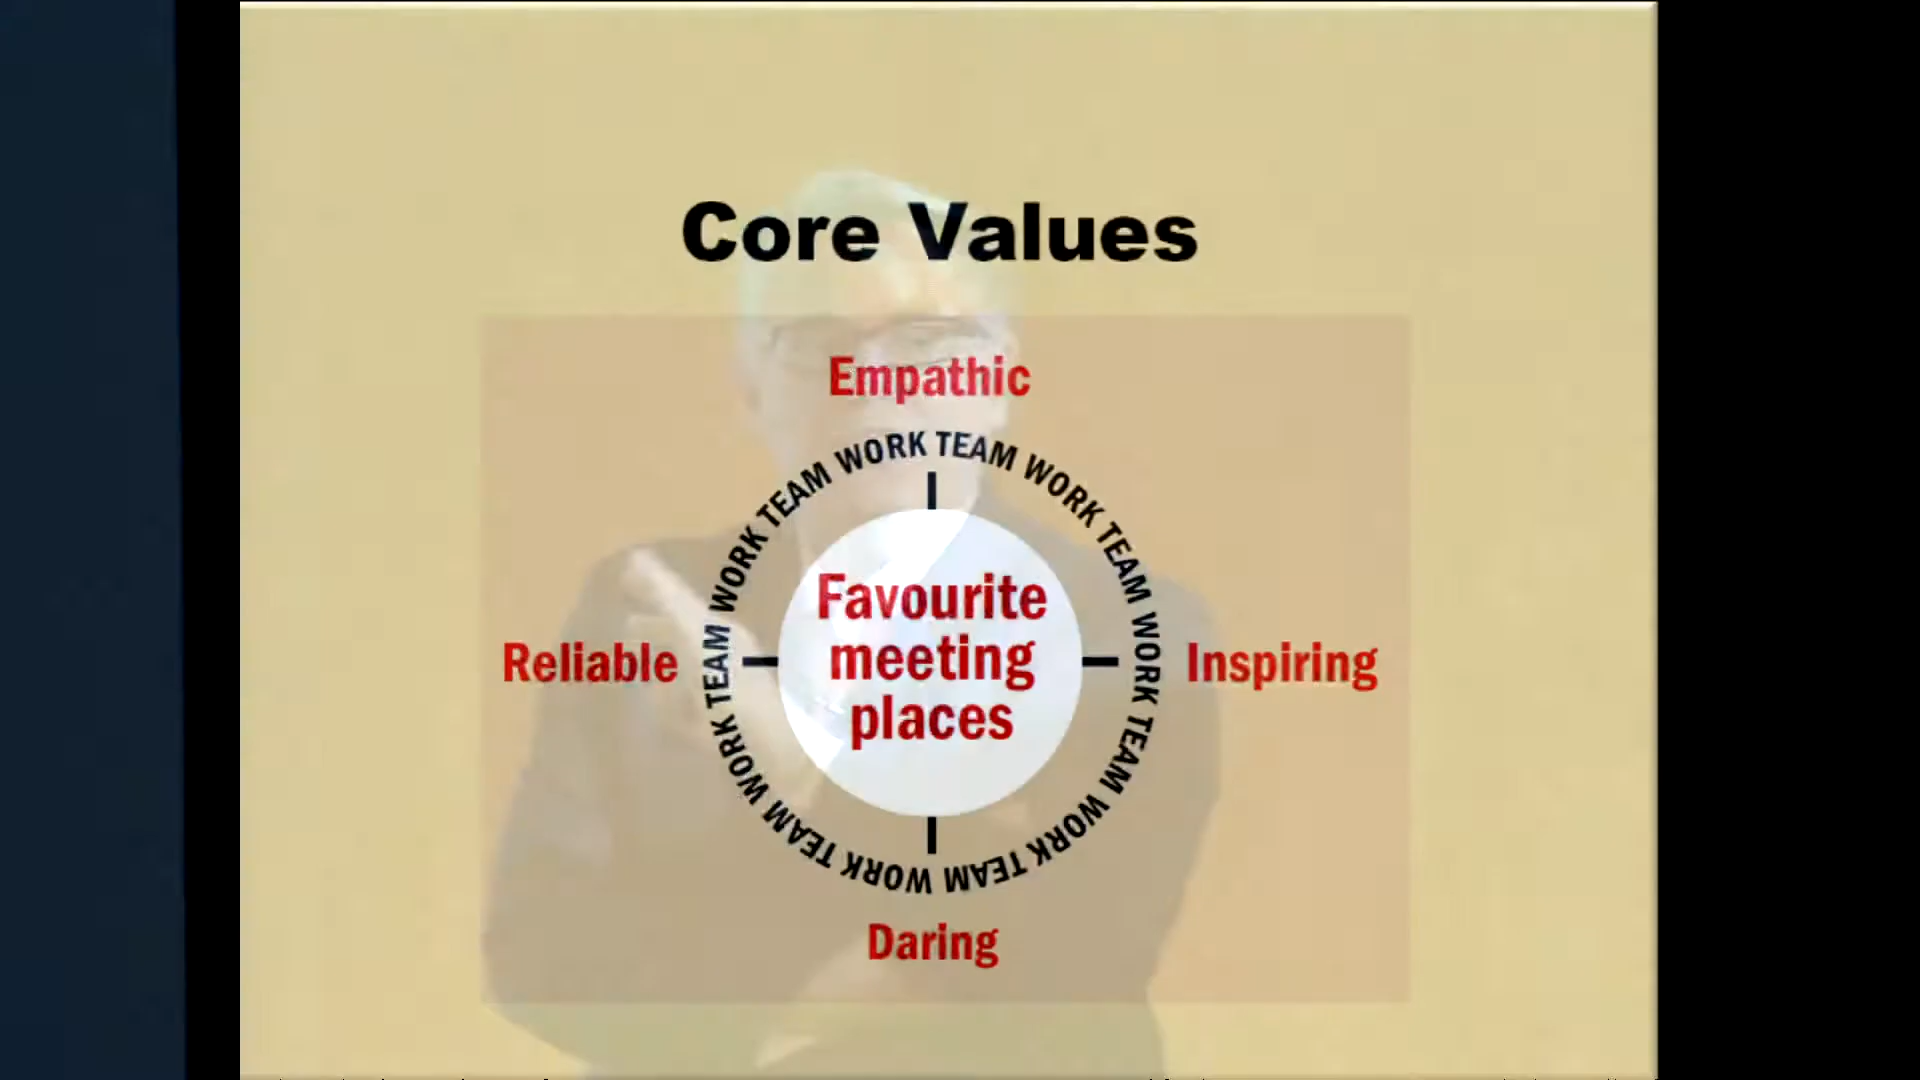 Core Values
Empathic
TEAM WORK TEAM WORK TEAM WORK TEAM WORK TEAM WORK TEAM WORK TEAM WORK
Favourite
meeting
places
Reliable
Inspiring
Daring